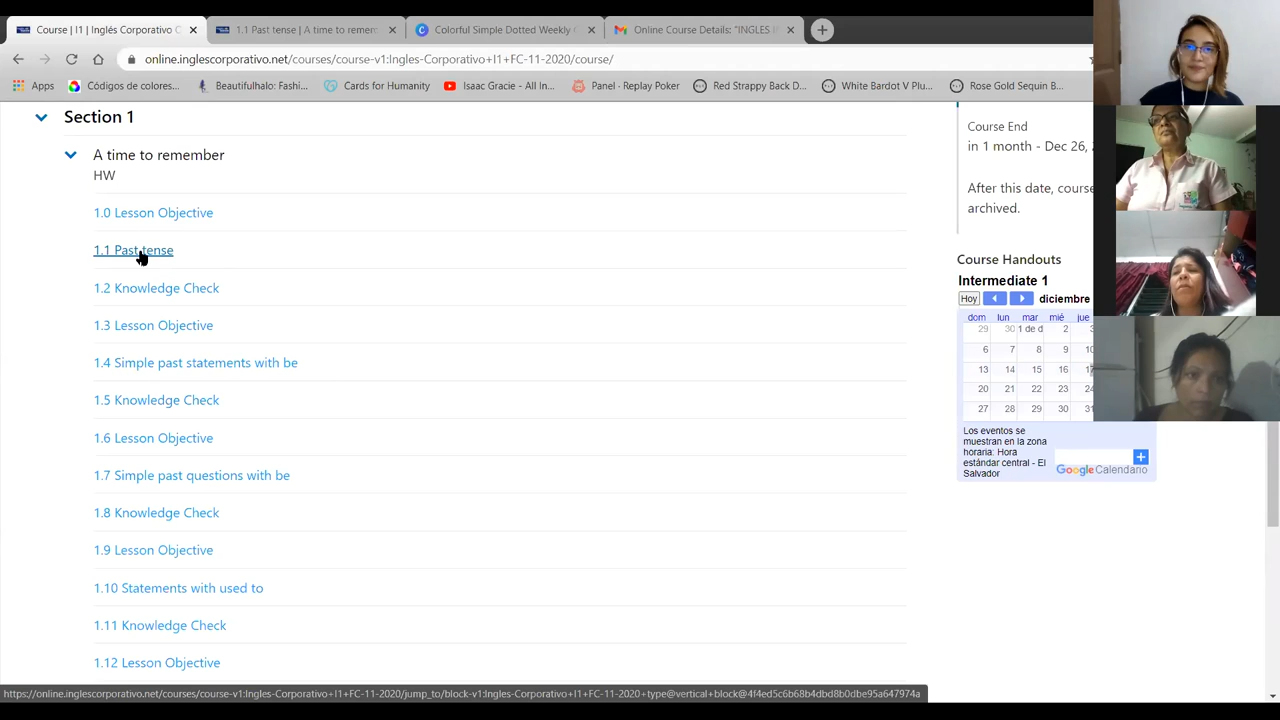 Course | I1 | Inglés Corporativo C
1.1 Past tense | A time to remem
Colorful Simple Dotted Weekly
Online Course Details: "INGLES I
online.inglescorporativo.net/courses/course-v1:Ingles-Corporativo+I1+FC-11-2020/course/
Apps
Códigos de colores...
Beautifulhalo: Fashi...
Cards for Humanity
Isaac Gracie - All In...
Panel · Replay Poker
Red Strappy Back D...
White Bardot V Plu...
Rose Gold Sequin B...
Section 1
A time to remember
HW
1.0 Lesson Objective
1.1 Past tense
1.2 Knowledge Check
1.3 Lesson Objective
1.4 Simple past statements with be
1.5 Knowledge Check
1.6 Lesson Objective
1.7 Simple past questions with be
1.8 Knowledge Check
1.9 Lesson Objective
1.10 Statements with used to
1.11 Knowledge Check
1.12 Lesson Objective
Course End
in 1 month - Dec 26,
After this date, course
archived.
Course Handouts
Intermediate 1
Hoy diciembre
dom lun mar mié jue
29 30 1 de d 2 3
6 7 8 9 10
13 14 15 16 17
20 21 22 23 24
27 28 29 30 31
Los eventos se
muestran en la zona
horaria: Hora
estándar central - El
Salvador
Google Calendario
https://online.inglescorporativo.net/courses/course-v1:Ingles-Corporativo+I1+FC-11-2020/jump_to/block-v1:Ingles-Corporativo+I1+FC-11-2020+type@vertical+block@4f4ed5c6b68b4dbd8b0dbe95a647974a